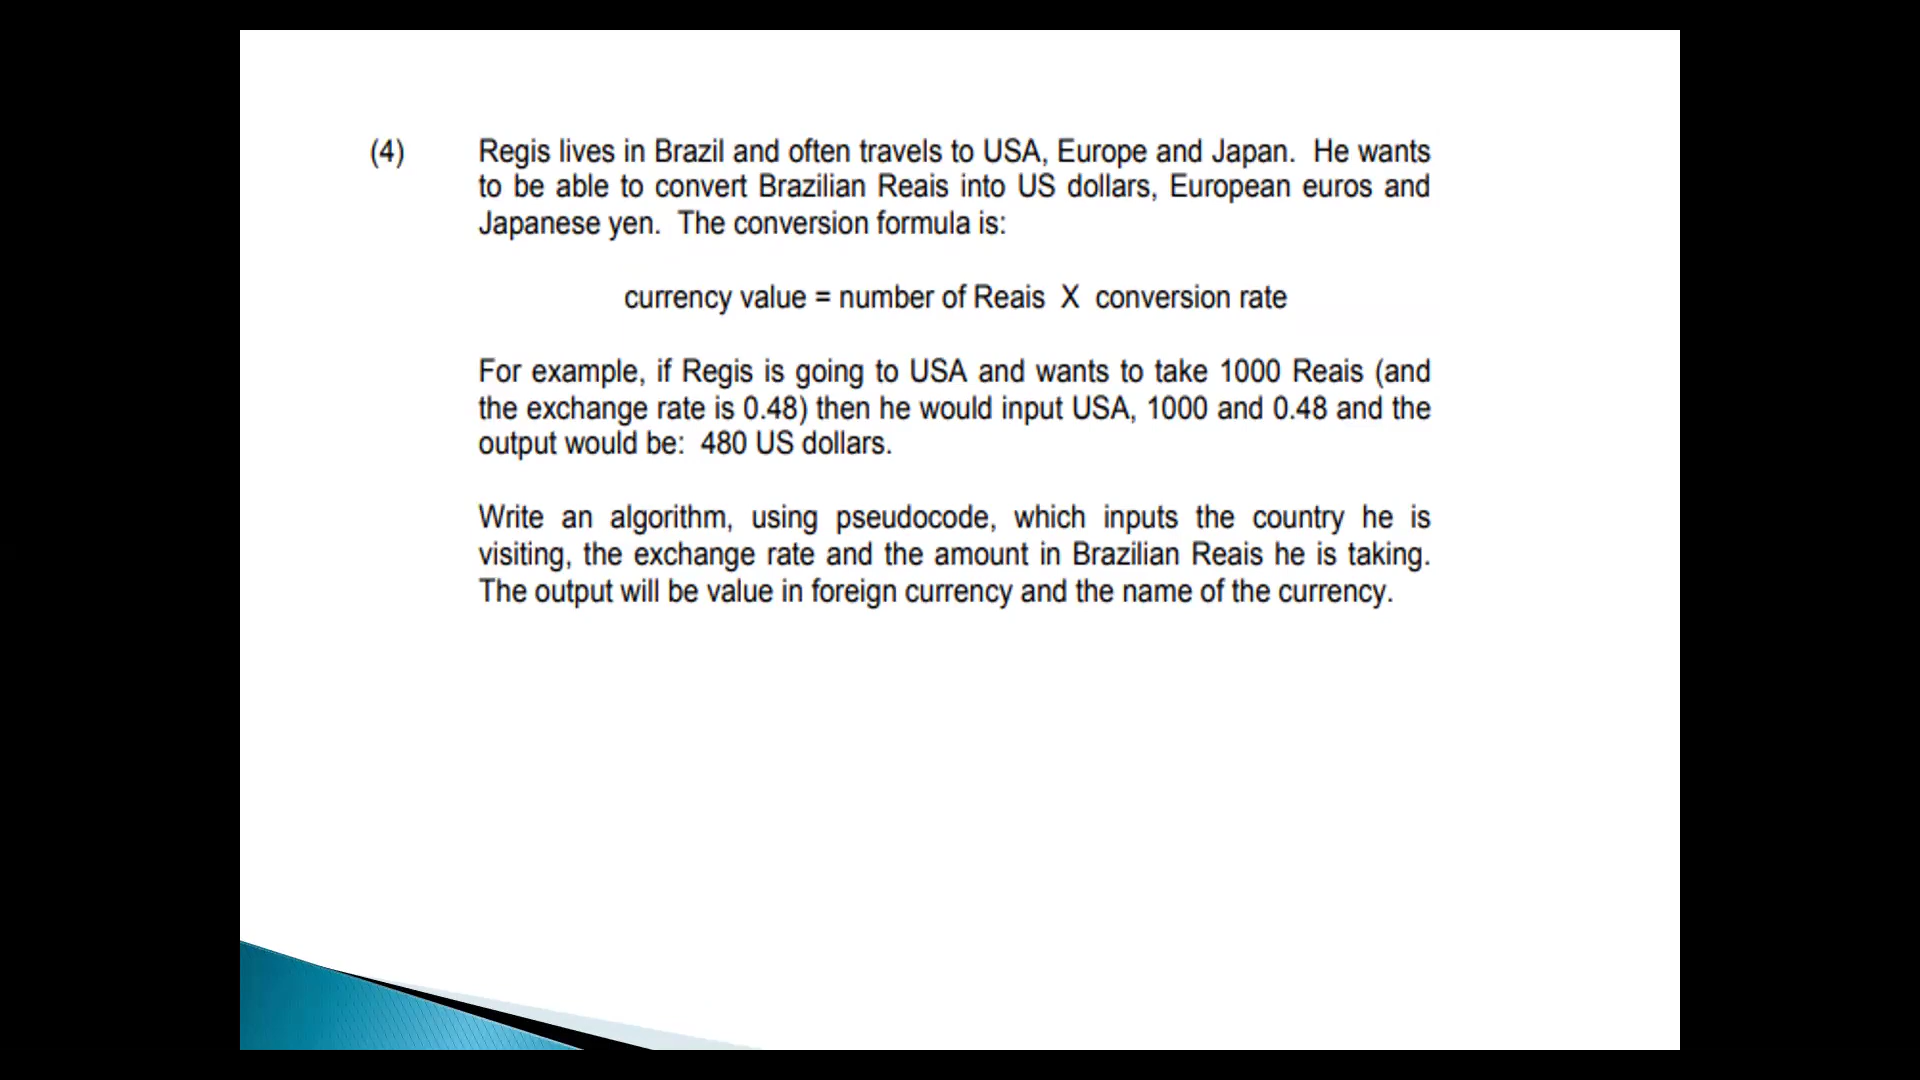 (4) Regis lives in Brazil and often travels to USA, Europe and Japan. He wants
to be able to convert Brazilian Reais into US dollars, European euros and
Japanese yen. The conversion formula is:
currency value = number of Reais X conversion rate
For example, if Regis is going to USA and wants to take 1000 Reais (and
the exchange rate is 0.48) then he would input USA, 1000 and 0.48 and the
output would be: 480 US dollars.
Write an algorithm, using pseudocode, which inputs the country he is
visiting, the exchange rate and the amount in Brazilian Reais he is taking.
The output will be value in foreign currency and the name of the currency.